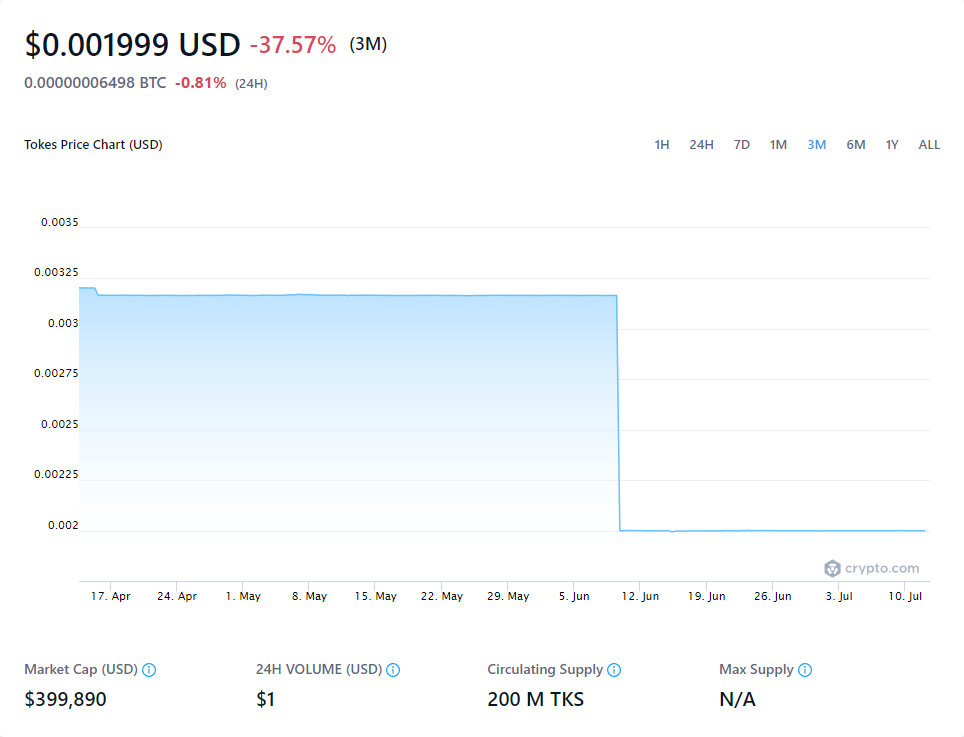 $0.001999 USD -37.57% (3M)
0.00000006498 BTC -0.81% (24H)
Tokes Price Chart (USD) 1H 24H 7D 1M 3M 6M 1Y ALL
0.0035
0.00325
0.003
0.00275
0.0025
0.00225
0.002
crypto.com
17. Apr 24. Apr 1. May 8. May 15. May 22. May 29. May 5. Jun 12. Jun 19. Jun 26. Jun 3. Jul 10. Jul
Market Cap (USD) 24H VOLUME (USD) Circulating Supply Max Supply
$399,890 $1 200 M TKS N/A